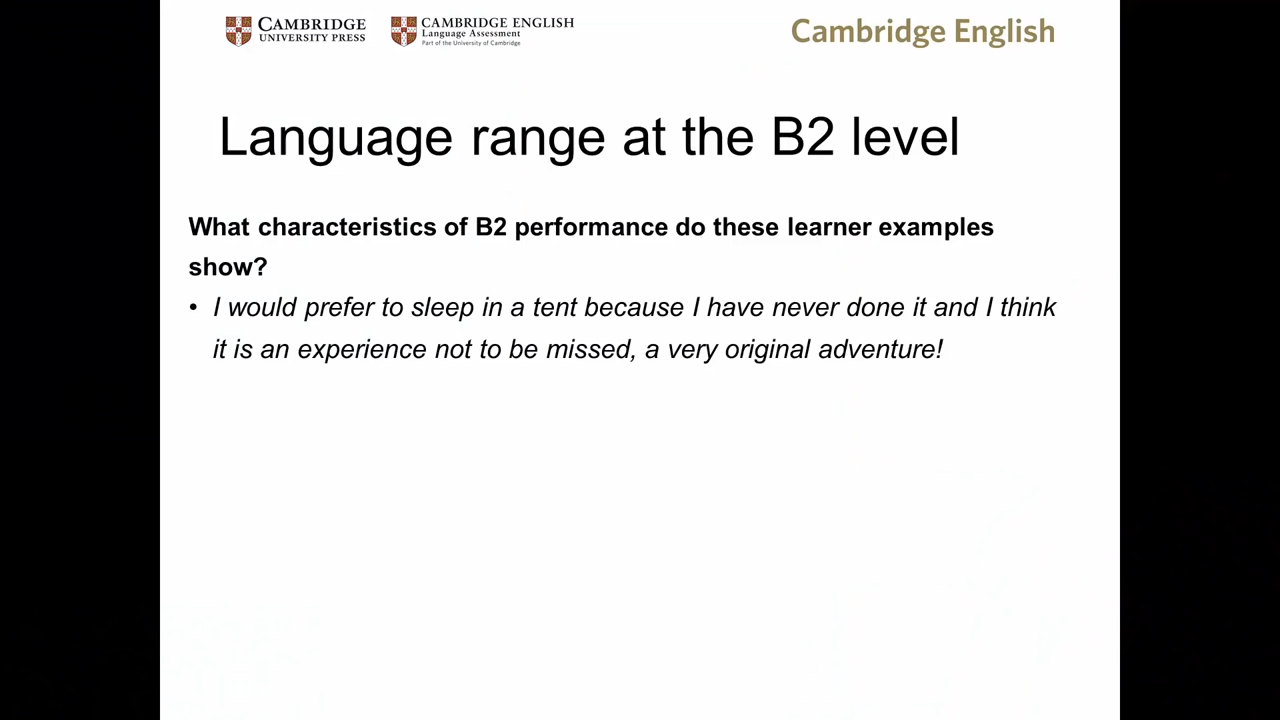 CAMBRIDGE
UNIVERSITY PRESS
CAMBRIDGE ENGLISH
Language Assessment
Part of the University of Cambridge
Cambridge English
Language range at the B2 level
What characteristics of B2 performance do these learner examples
show?
• I would prefer to sleep in a tent because I have never done it and I think
it is an experience not to be missed, a very original adventure!